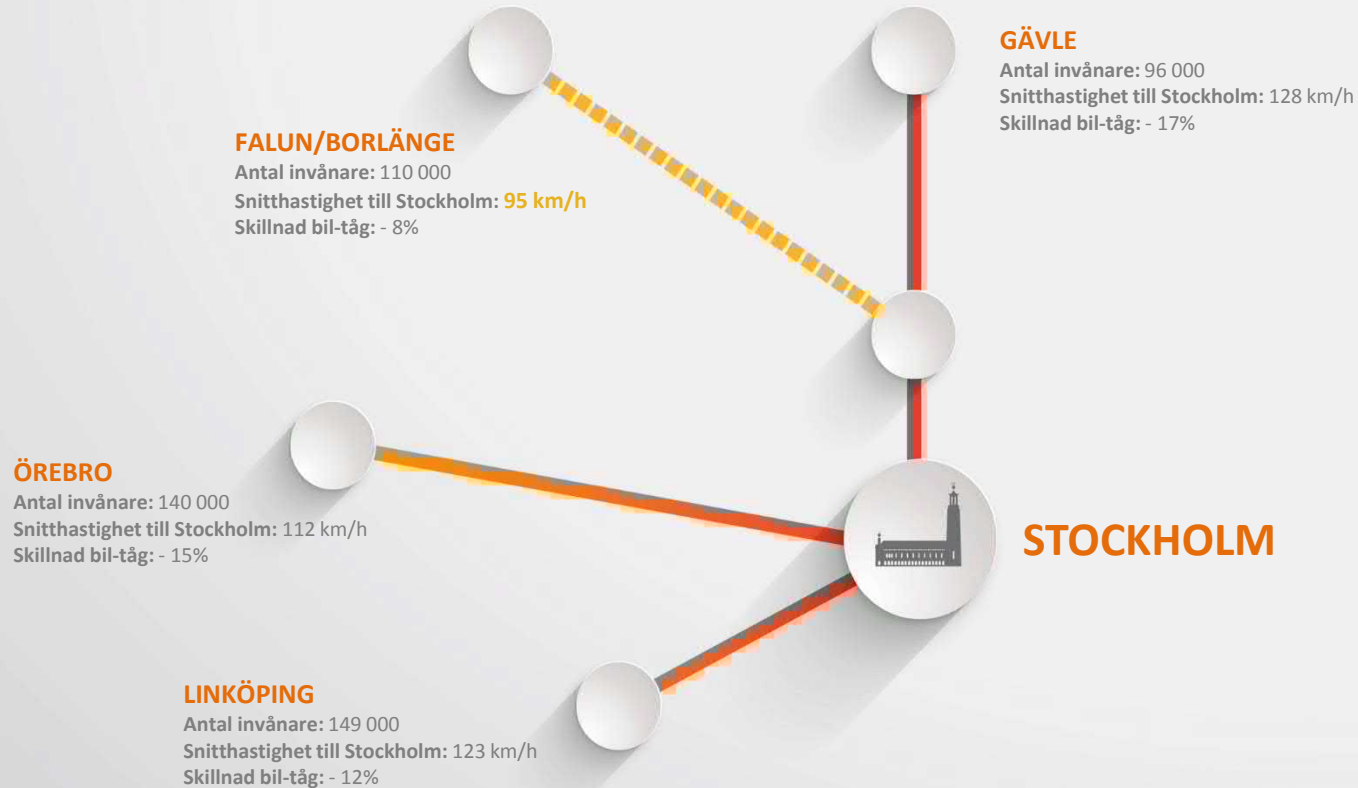 GÄVLE
Antal invånare: 96 000
Snitthastighet till Stockholm: 128 km/h
Skillnad bil-tåg: - 17%
FALUN/BORLÄNGE
Antal invånare: 110 000
Snitthastighet till Stockholm: 95 km/h
Skillnad bil-tåg: - 8%
ÖREBRO
Antal invånare: 140 000
Snitthastighet till Stockholm: 112 km/h
Skillnad bil-tåg: - 15%
STOCKHOLM
LINKÖPING
Antal invånare: 149 000
Snitthastighet till Stockholm: 123 km/h
Skillnad bil-tåg: - 12%